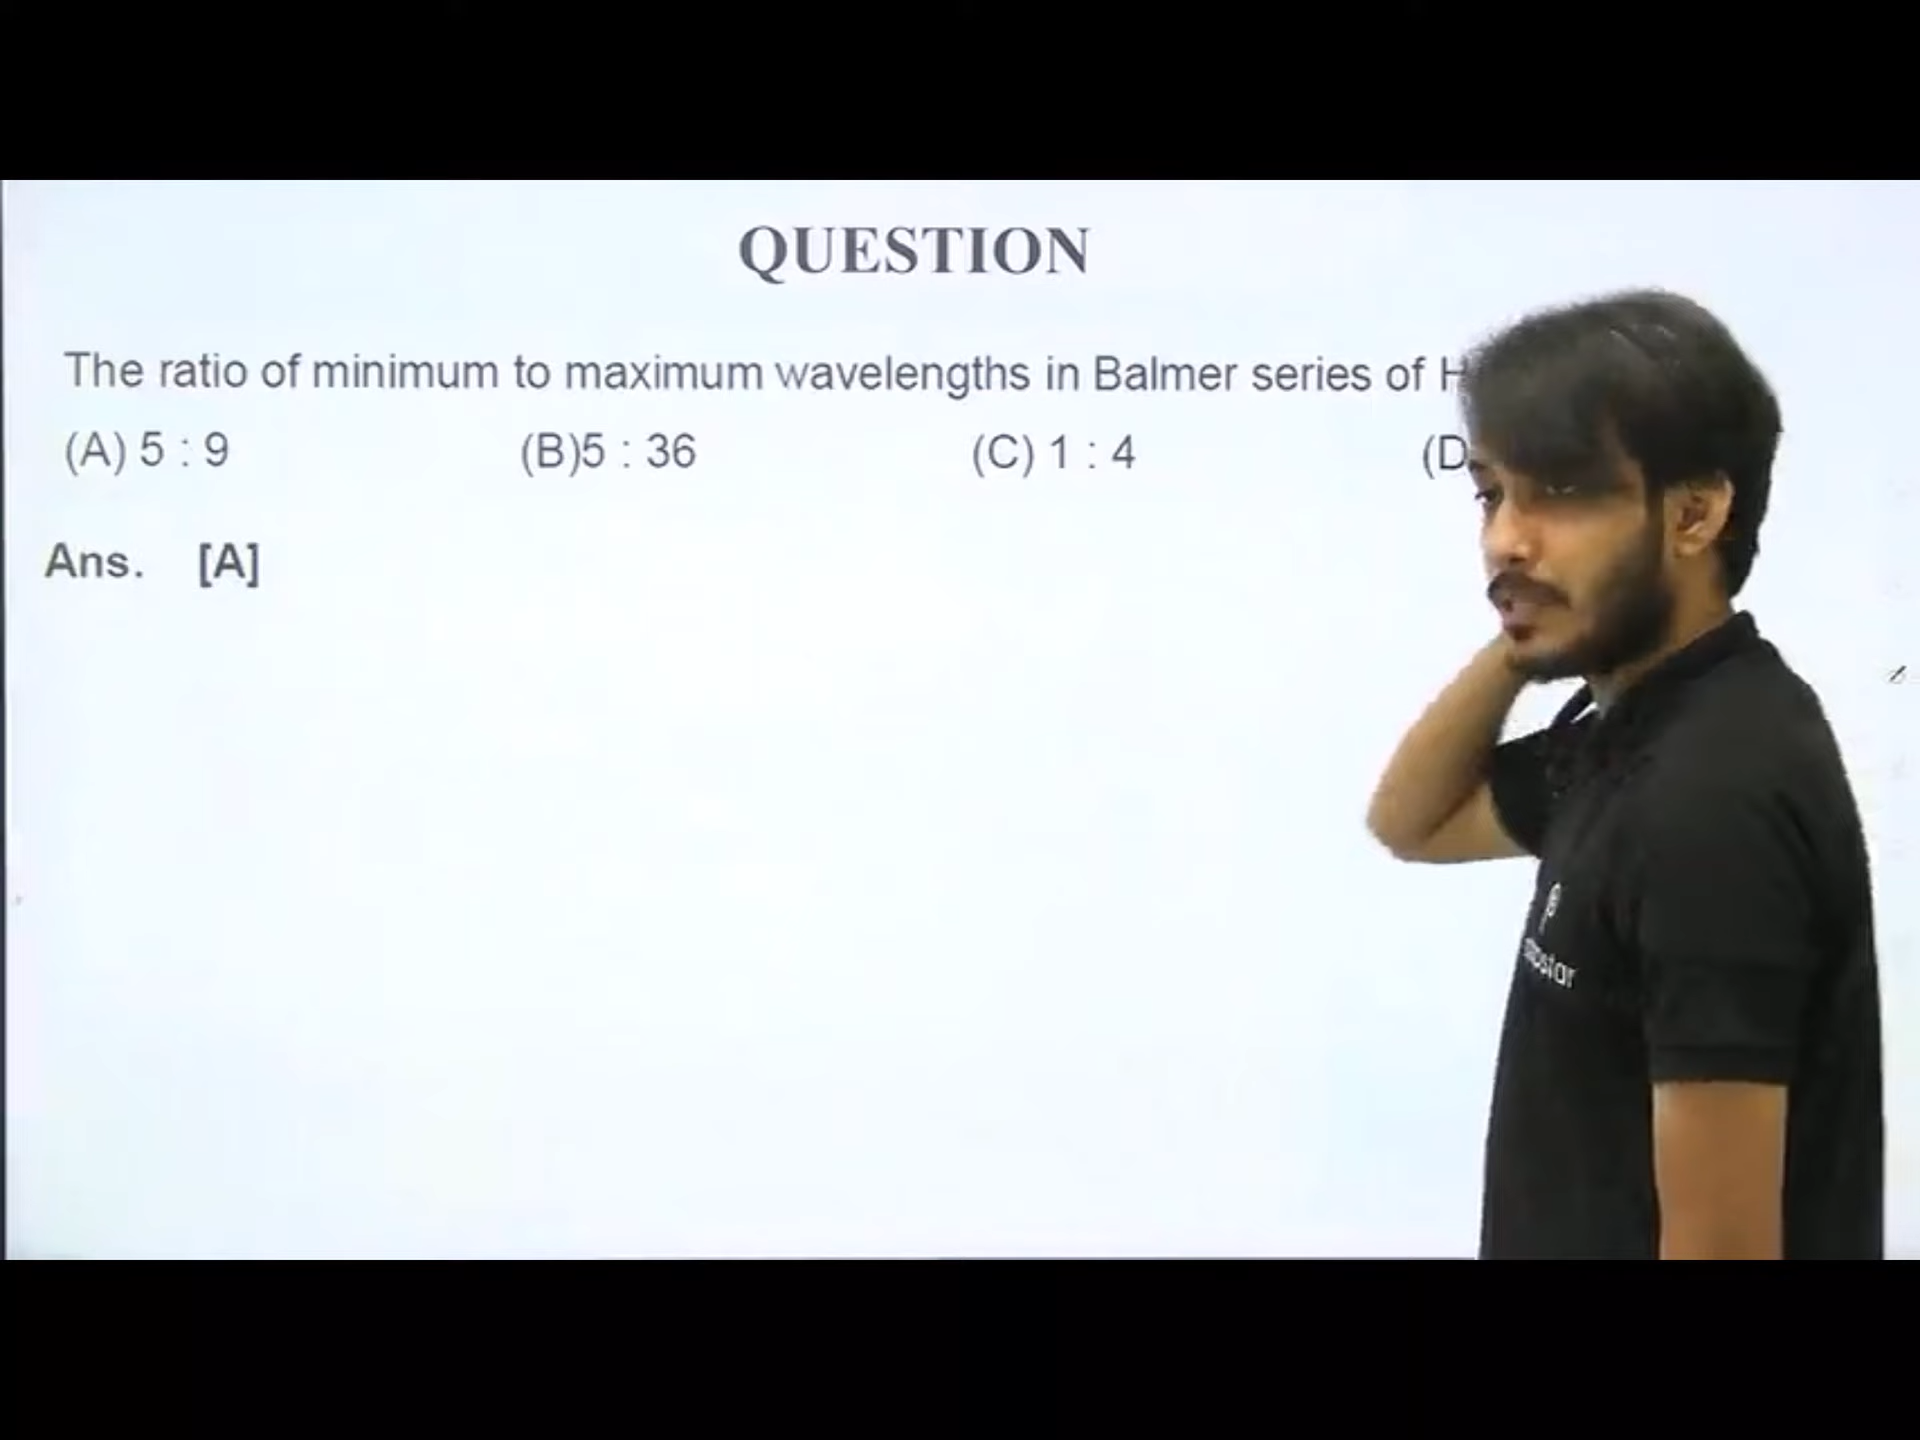 QUESTION
The ratio of minimum to maximum wavelengths in Balmer series of
(A) 5 : 9 (B)5 : 36 (C) 1 : 4 (D
Ans. [A]